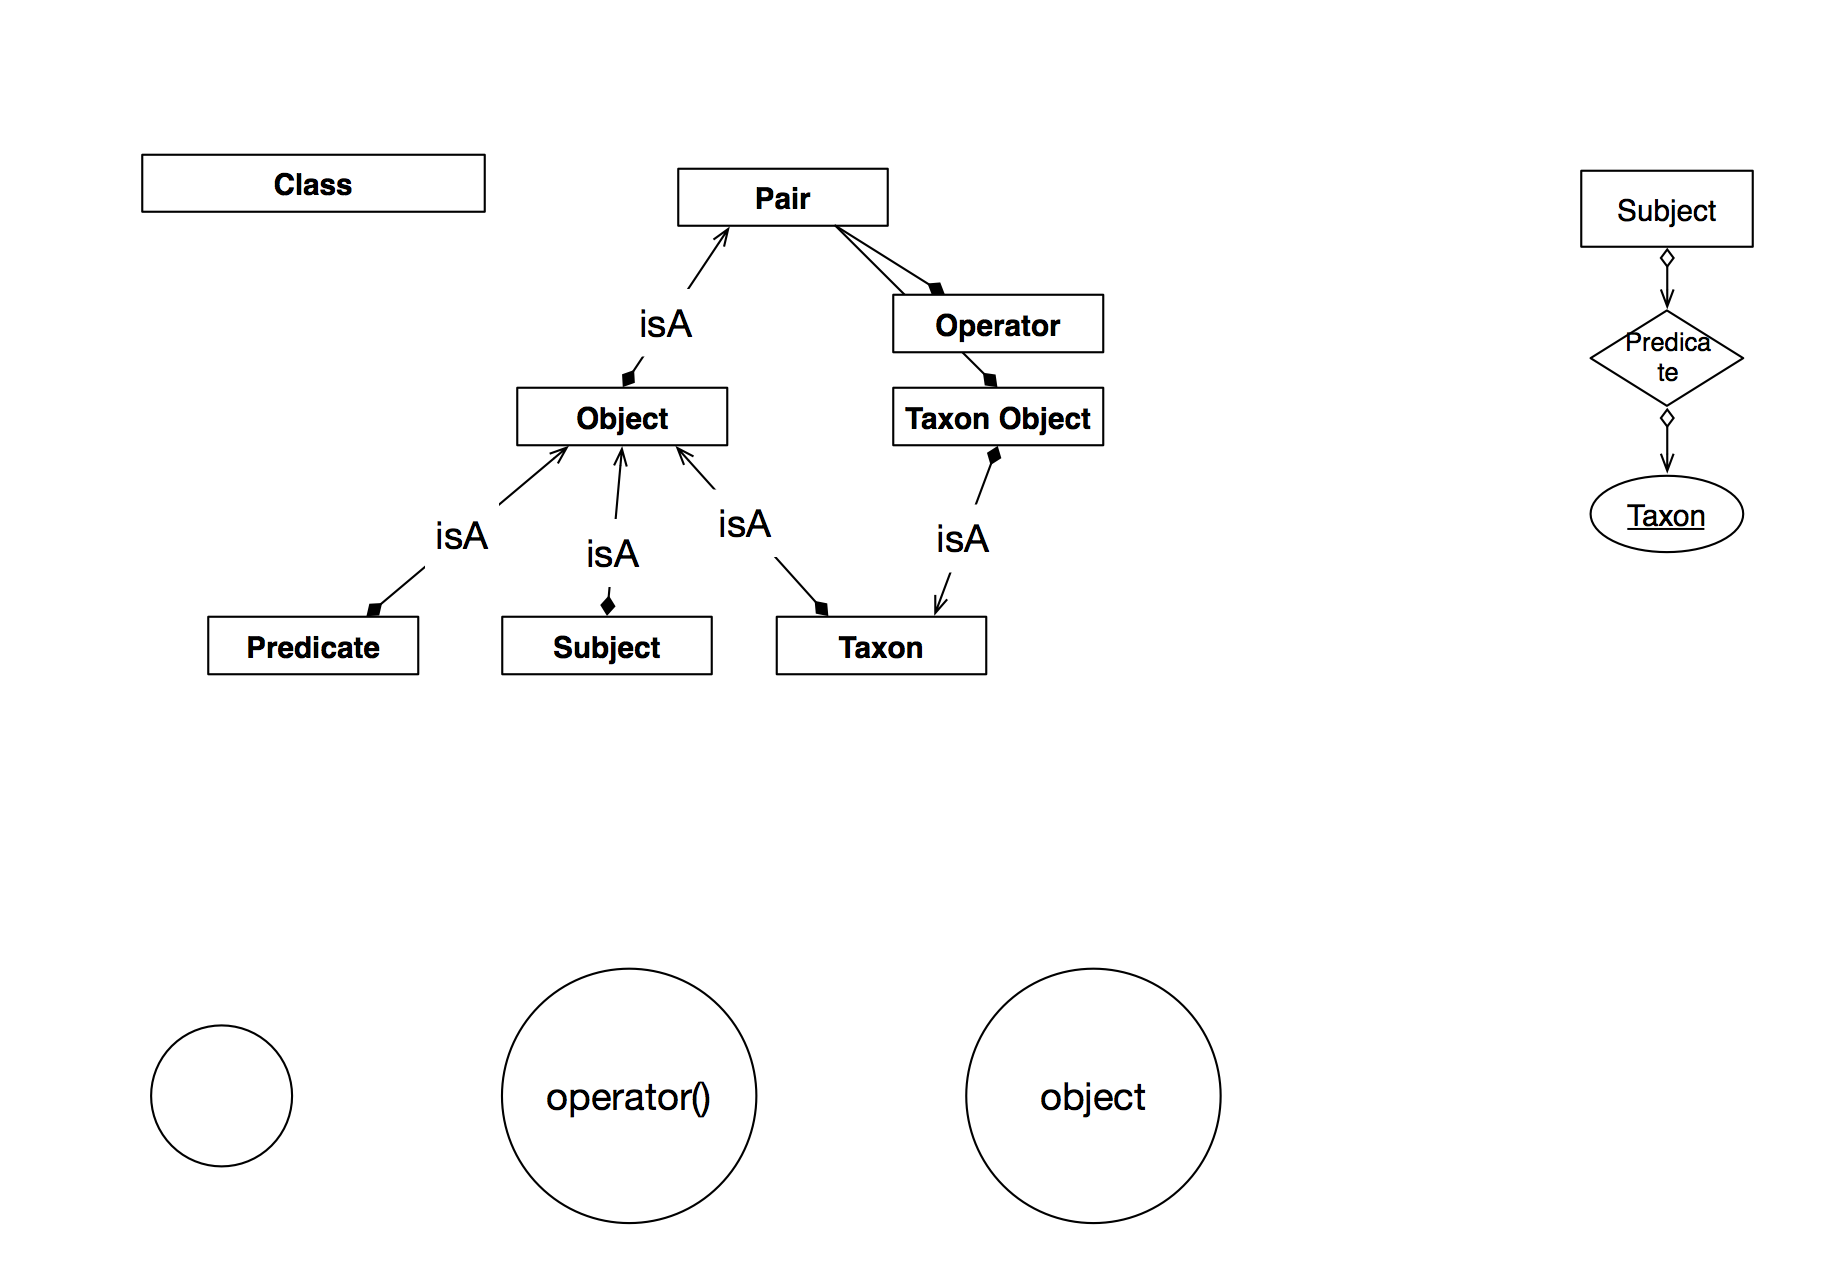 Class
Pair
Subject
isA
Operator
Predica
te
Object
Taxon Object
isA
isA
isA
isA
Taxon
Predicate
Subject
Taxon
operator()
object